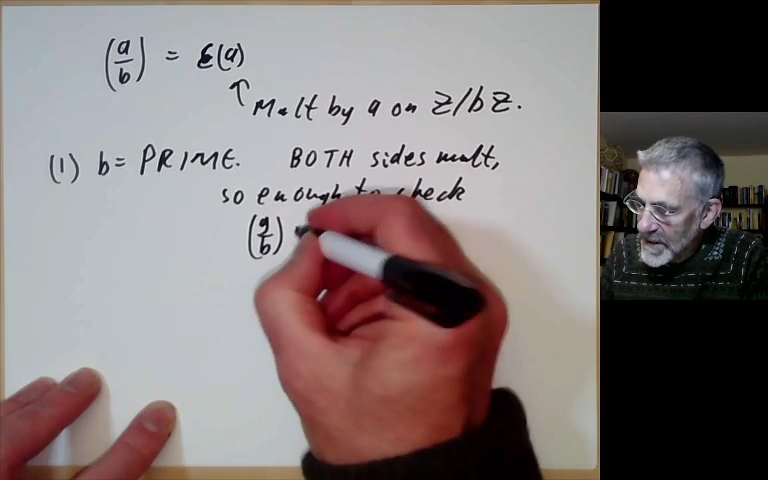 (a/b) = ε(a)
↑ Mult by a on Z/bZ.
(1) b = PRIME. BOTH sides mult,
so enough to check
(a/b)